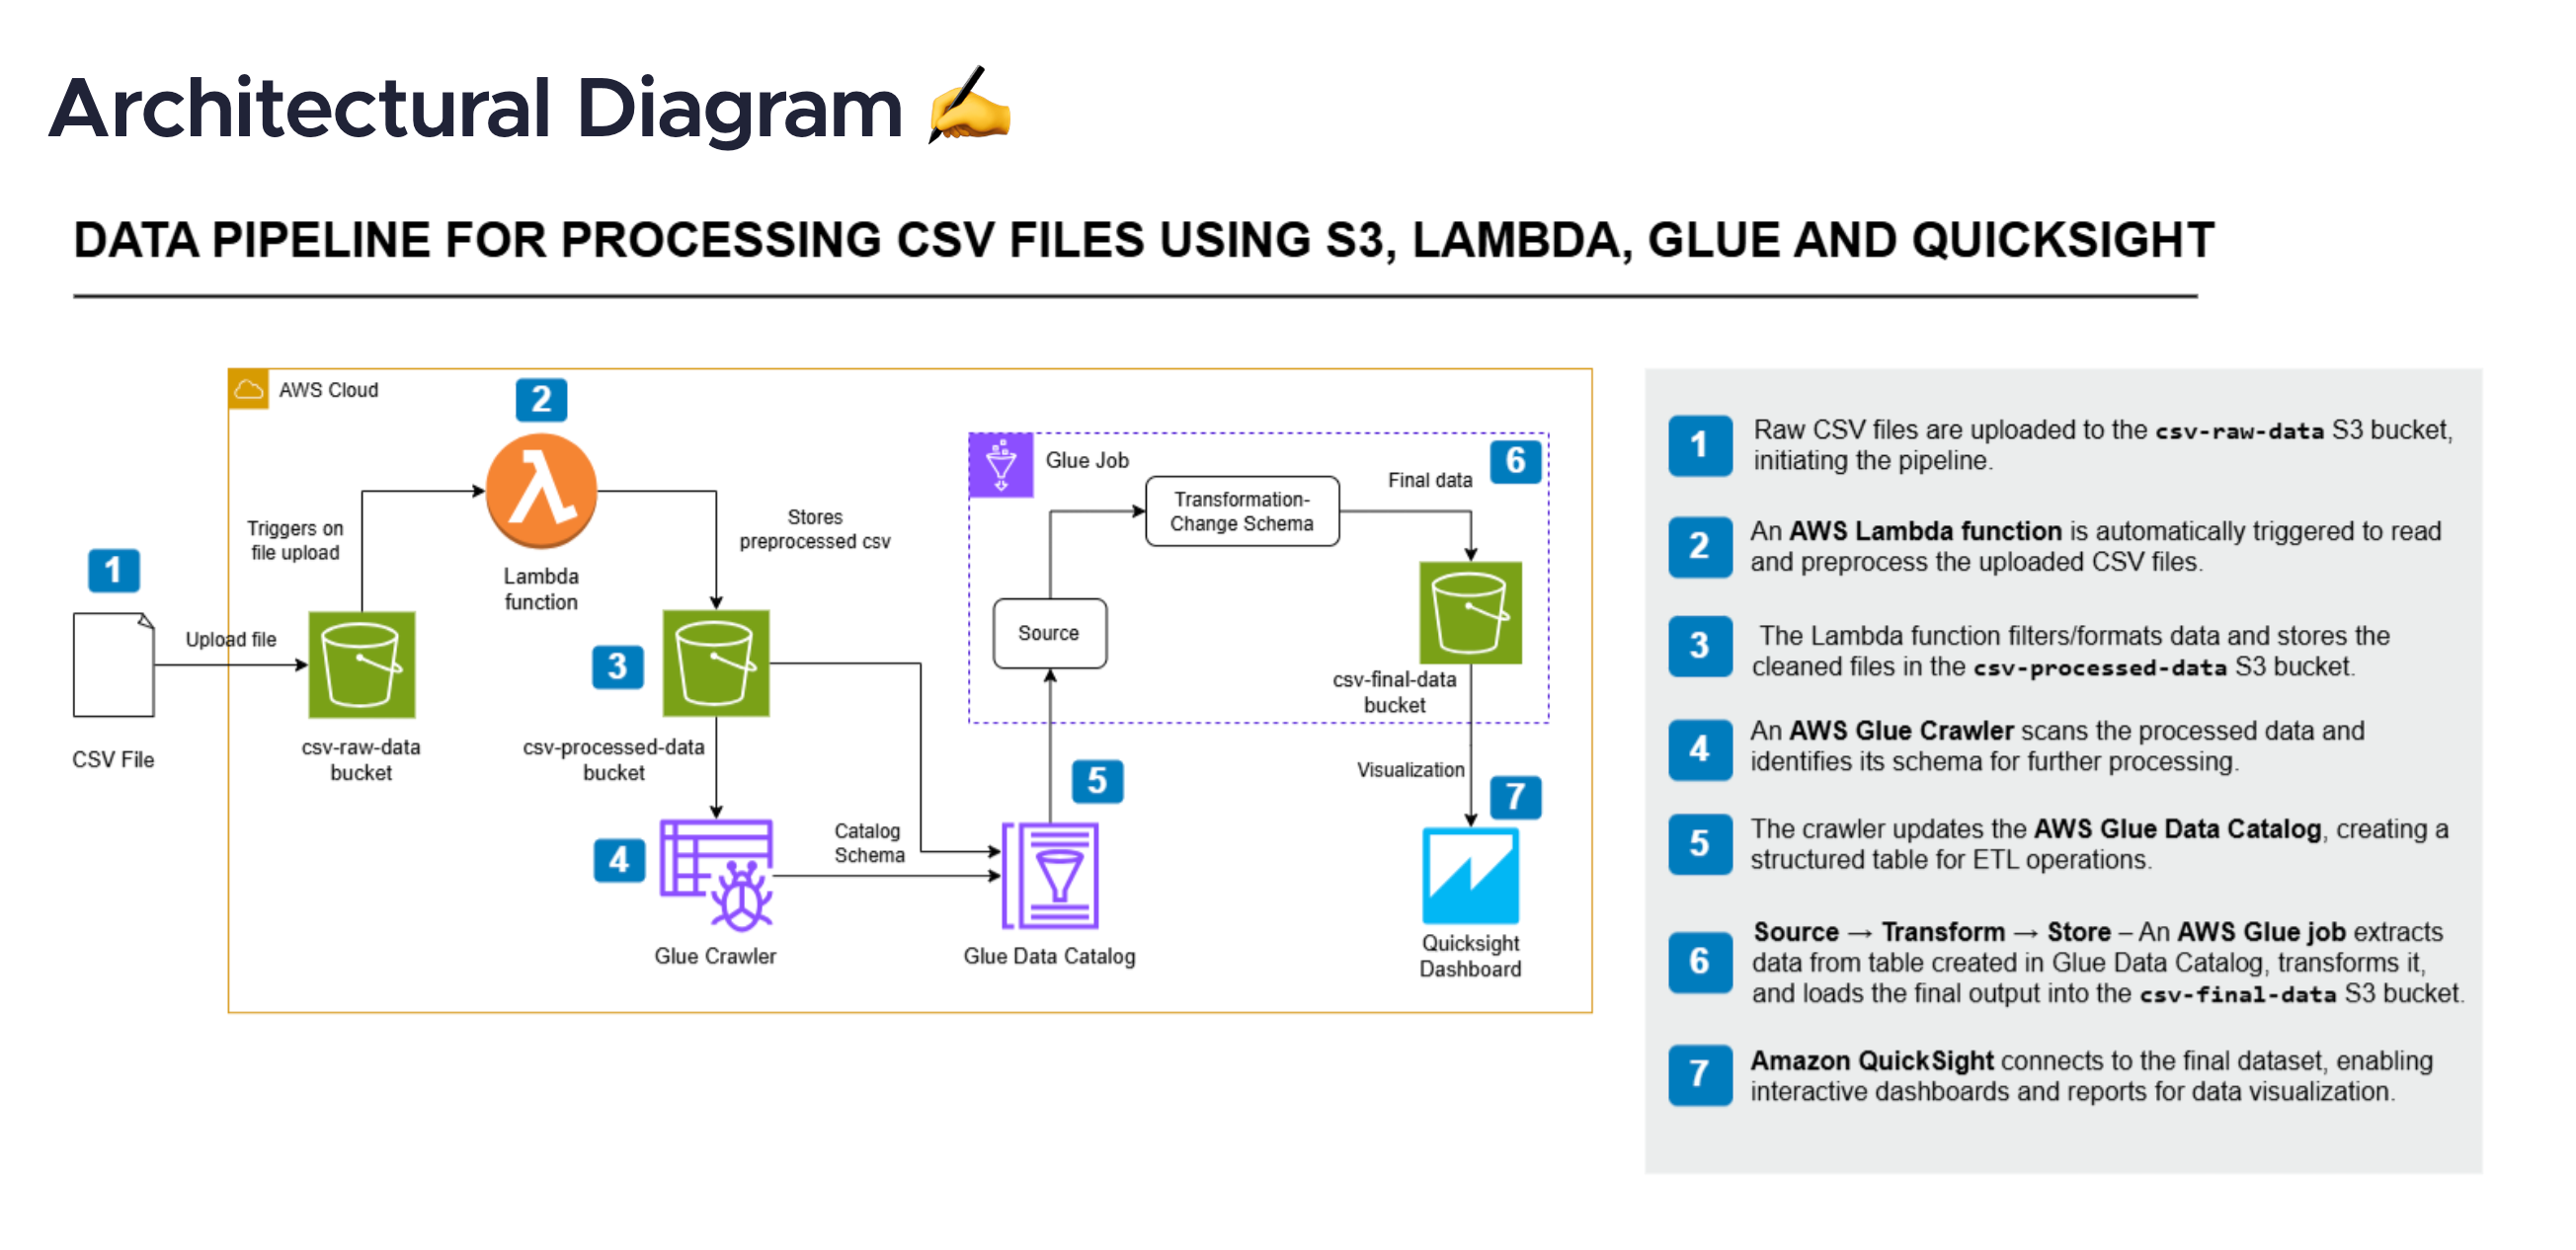 Architectural Diagram ✍️
DATA PIPELINE FOR PROCESSING CSV FILES USING S3, LAMBDA, GLUE AND QUICKSIGHT
AWS Cloud
2
Triggers on
file upload
Lambda
function
Stores
preprocessed csv
1
Upload file
CSV File
csv-raw-data
bucket
3
csv-processed-data
bucket
4
Glue Crawler
Catalog
Schema
5
Glue Data Catalog
Glue Job
6
Source
Transformation-
Change Schema
Final data
csv-final-data
bucket
Visualization
7
Quicksight
Dashboard
1
Raw CSV files are uploaded to the csv-raw-data S3 bucket,
initiating the pipeline.
2
An AWS Lambda function is automatically triggered to read
and preprocess the uploaded CSV files.
3
The Lambda function filters/formats data and stores the
cleaned files in the csv-processed-data S3 bucket.
4
An AWS Glue Crawler scans the processed data and
identifies its schema for further processing.
5
The crawler updates the AWS Glue Data Catalog, creating a
structured table for ETL operations.
6
Source → Transform → Store – An AWS Glue job extracts
data from table created in Glue Data Catalog, transforms it,
and loads the final output into the csv-final-data S3 bucket.
7
Amazon QuickSight connects to the final dataset, enabling
interactive dashboards and reports for data visualization.